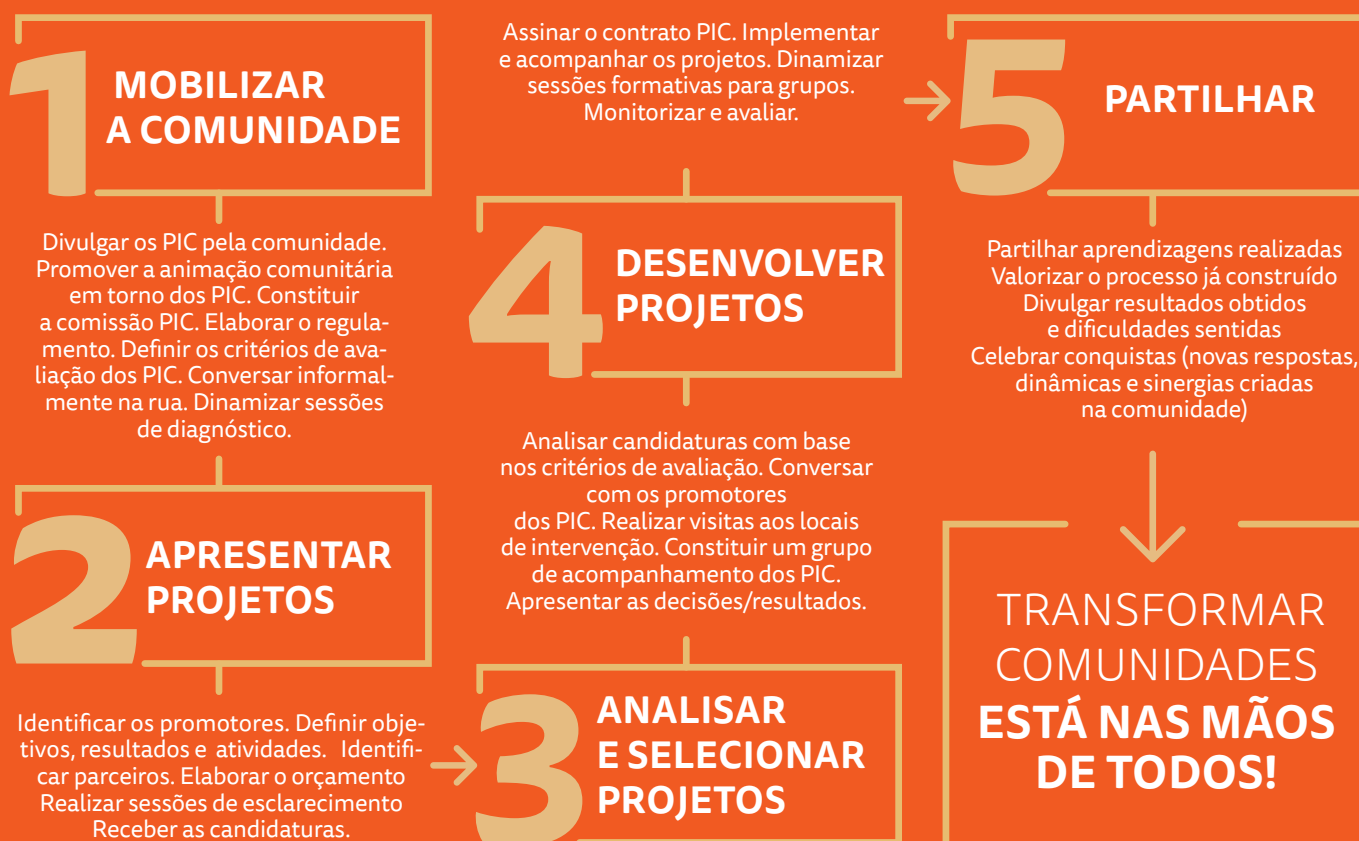 1
MOBILIZAR
A COMUNIDADE
Divulgar os PIC pela comunidade.
Promover a animação comunitária
em torno dos PIC. Constituir
a comissão PIC. Elaborar o regula-
mento. Definir os critérios de ava-
liação dos PIC. Conversar informal-
mente na rua. Dinamizar sessões
de diagnóstico.
2
APRESENTAR
PROJETOS
Identificar os promotores. Definir obje-
tivos, resultados e atividades. Identifi-
car parceiros. Elaborar o orçamento
Realizar sessões de esclarecimento
Receber as candidaturas.
3
ANALISAR
E SELECIONAR
PROJETOS
Analisar candidaturas com base
nos critérios de avaliação. Conversar
com os promotores
dos PIC. Realizar visitas aos locais
de intervenção. Constituir um grupo
de acompanhamento dos PIC.
Apresentar as decisões/resultados.
4
DESENVOLVER
PROJETOS
Assinar o contrato PIC. Implementar
e acompanhar os projetos. Dinamizar
sessões formativas para grupos.
Monitorizar e avaliar.
5
PARTILHAR
Partilhar aprendizagens realizadas
Valorizar o processo já construído
Divulgar resultados obtidos
e dificuldades sentidas
Celebrar conquistas (novas respostas,
dinâmicas e sinergias criadas
na comunidade)
TRANSFORMAR
COMUNIDADES
ESTÁ NAS MÃOS
DE TODOS!